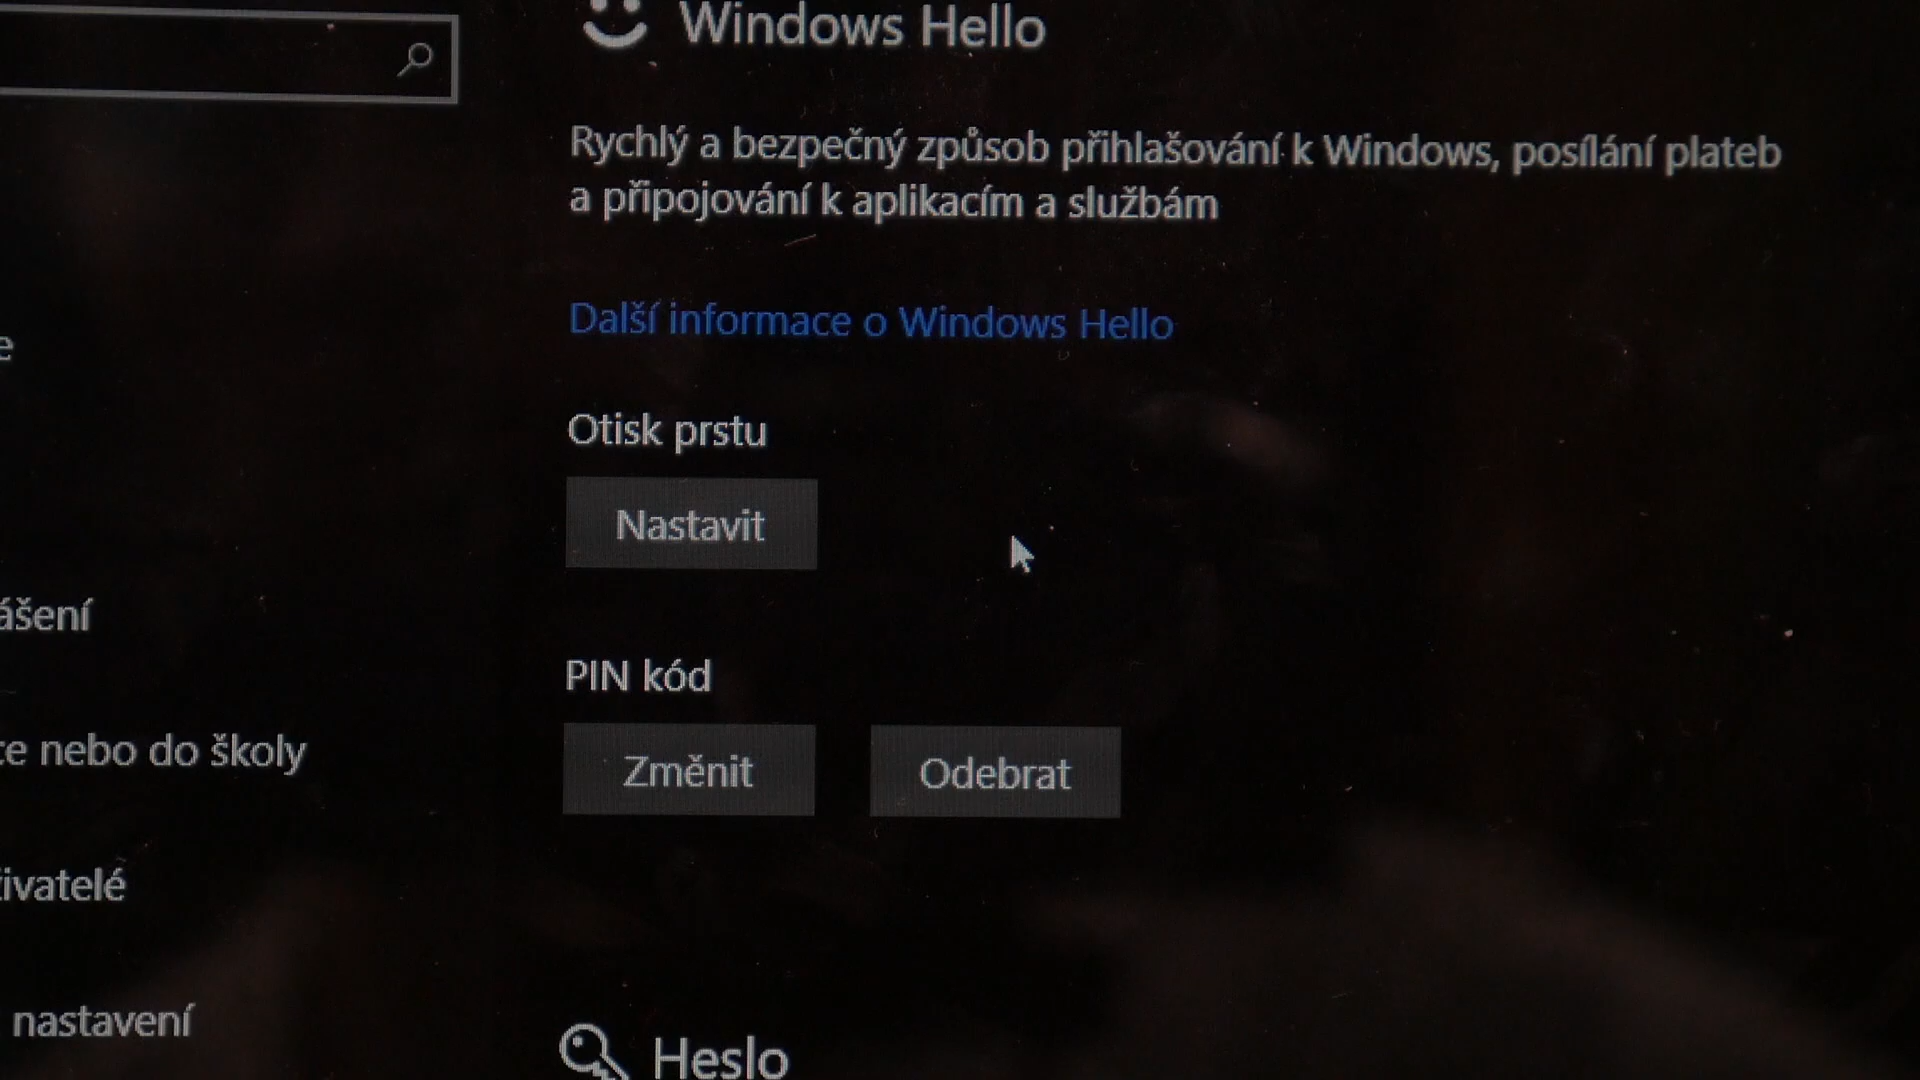 Windows Hello
Rychlý a bezpečný způsob přihlašování k Windows, posílání plateb
a připojování k aplikacím a službám
Další informace o Windows Hello
Otisk prstu
Nastavit
PIN kód
Změnit
Odebrat
Heslo
e
ášení
nebo do školy
ivatelé
nastavení